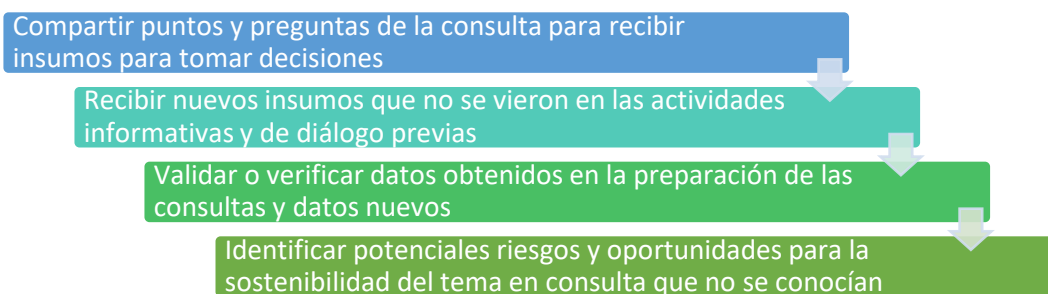 Compartir puntos y preguntas de la consulta para recibir
insumos para tomar decisiones
Recibir nuevos insumos que no se vieron en las actividades
informativas y de diálogo previas
Validar o verificar datos obtenidos en la preparación de las
consultas y datos nuevos
Identificar potenciales riesgos y oportunidades para la
sostenibilidad del tema en consulta que no se conocían